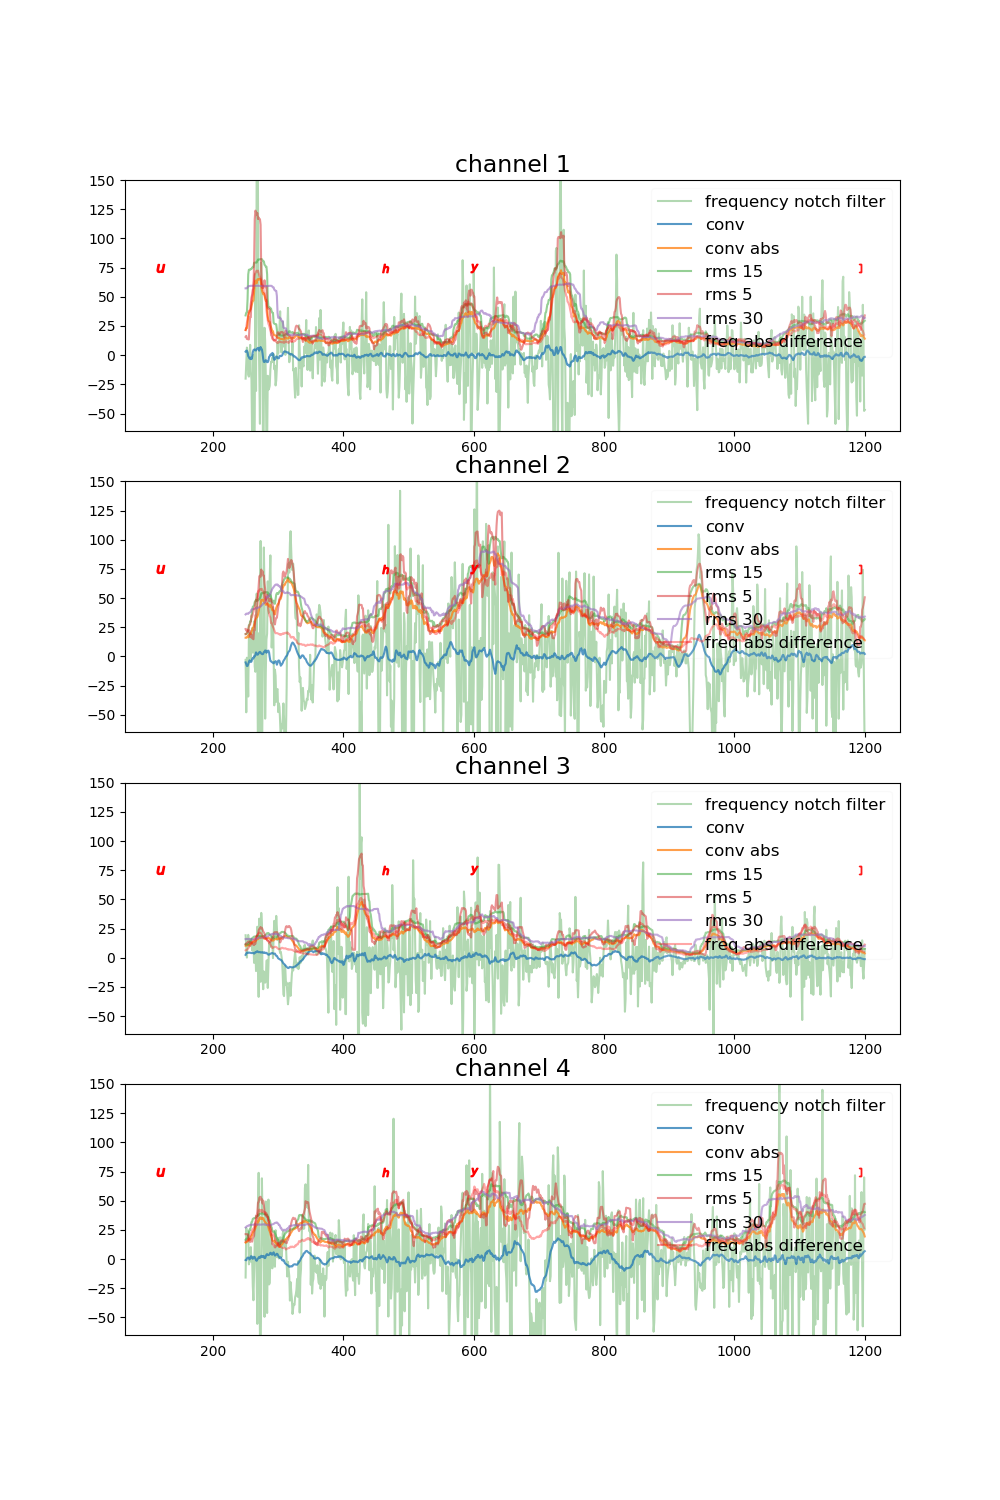 channel 1
150
125
100
75
50
25
0
−25
−50
u h y
frequency notch filter
conv
conv abs
rms 15
rms 5
rms 30
freq abs difference
200 400 600 800 1000 1200
channel 2
150
125
100
75
50
25
0
−25
−50
u h y
frequency notch filter
conv
conv abs
rms 15
rms 5
rms 30
freq abs difference
200 400 600 800 1000 1200
channel 3
150
125
100
75
50
25
0
−25
−50
u h y
frequency notch filter
conv
conv abs
rms 15
rms 5
rms 30
freq abs difference
200 400 600 800 1000 1200
channel 4
150
125
100
75
50
25
0
−25
−50
u h y
frequency notch filter
conv
conv abs
rms 15
rms 5
rms 30
freq abs difference
200 400 600 800 1000 1200